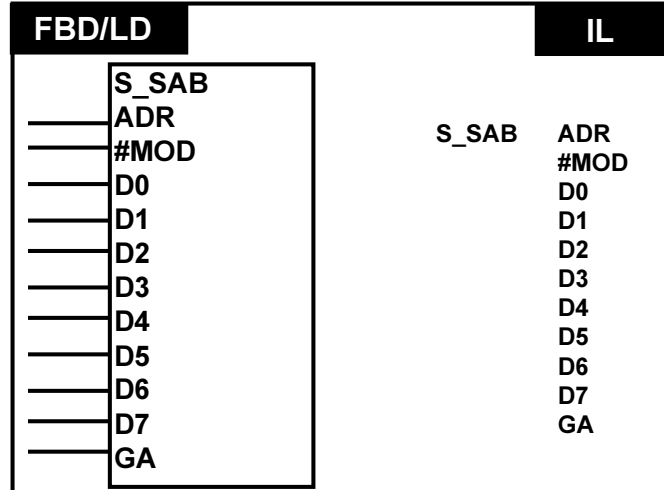 FBD/LD
IL
S_SAB
ADR
#MOD
D0
D1
D2
D3
D4
D5
D6
D7
GA
S_SAB ADR
#MOD
D0
D1
D2
D3
D4
D5
D6
D7
GA